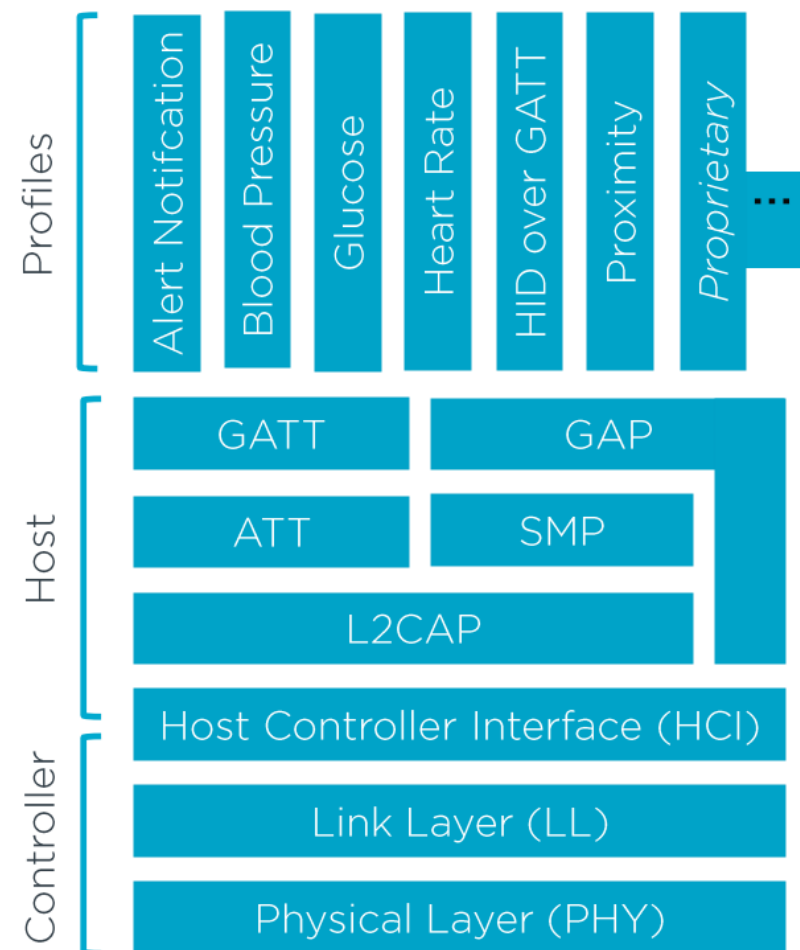 Profiles
Alert Notifcation
Blood Pressure
Glucose
Heart Rate
HID over GATT
Proximity
Proprietary
...
Host
GATT
GAP
ATT
SMP
L2CAP
Host Controller Interface (HCI)
Controller
Link Layer (LL)
Physical Layer (PHY)